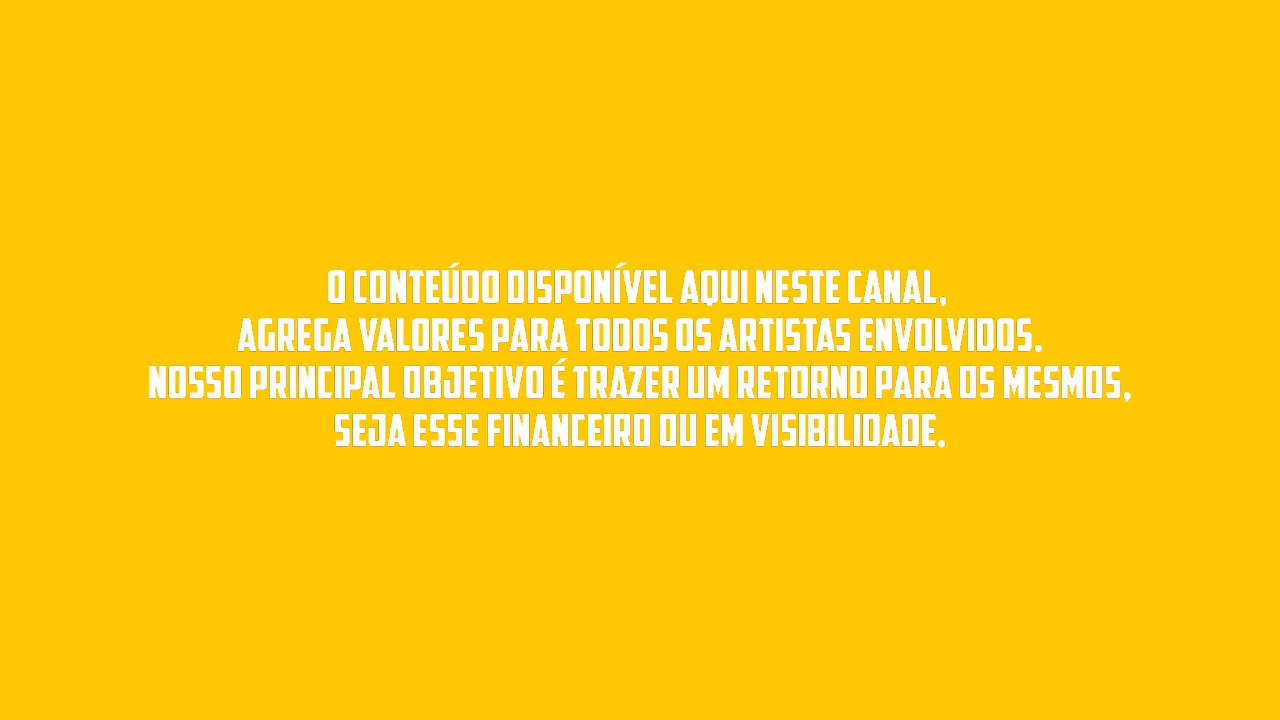 O CONTEÚDO DISPONÍVEL AQUI NESTE CANAL,
AGREGA VALORES PARA TODOS OS ARTISTAS ENVOLVIDOS.
NOSSO PRINCIPAL OBJETIVO É TRAZER UM RETORNO PARA OS MESMOS,
SEJA ESSE FINANCEIRO OU EM VISIBILIDADE.